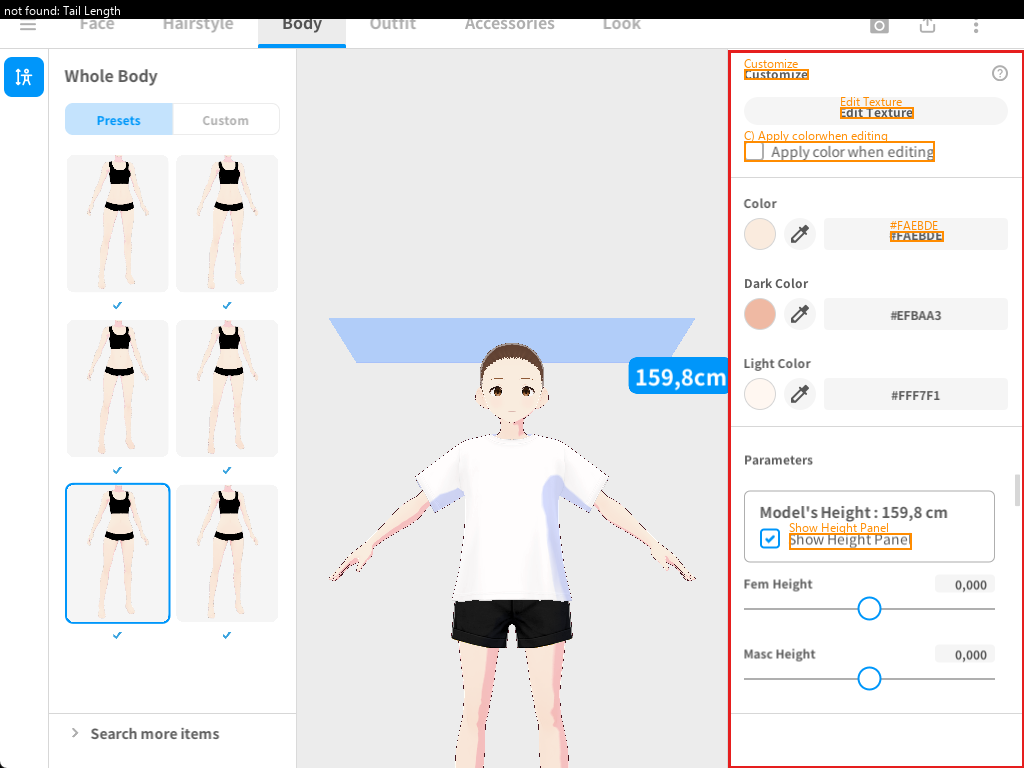 not found: Tail Length
Face Hairstyle Body Outfit Accessories Look
Whole Body
Presets Custom
Search more items
159,8cm
Customize
Customize
Edit Texture
Edit Texture
C) Apply colorwhen editing
Apply color when editing
Color
#FAEBDE
#FAEBDE
Dark Color
#EFBAA3
Light Color
#FFF7F1
Parameters
Model's Height : 159,8 cm
Show Height Panel
Show Height Panel
Fem Height 0,000
Masc Height 0,000